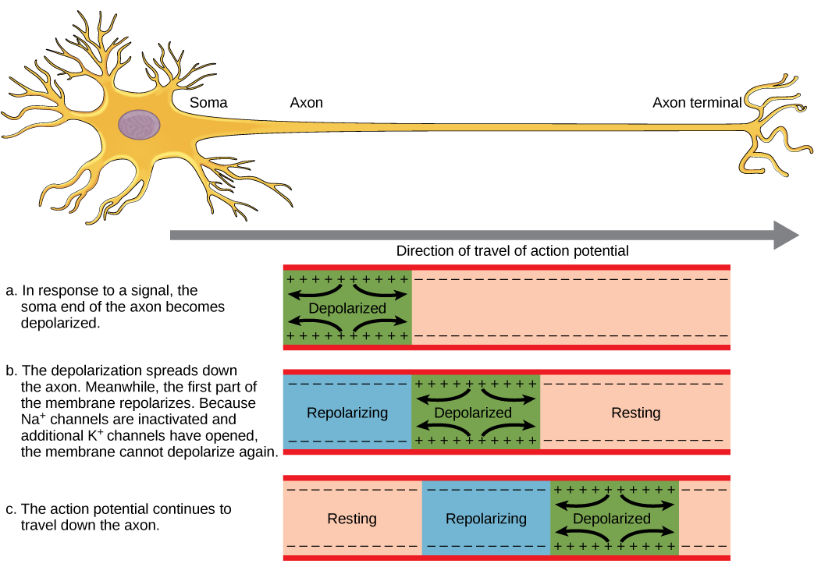 Soma
Axon
Axon terminal
Direction of travel of action potential
a. In response to a signal, the
soma end of the axon becomes
depolarized.
+ + + + + + + + + +
Depolarized
+ + + + + + + + + +
b. The depolarization spreads down
the axon. Meanwhile, the first part of
the membrane repolarizes. Because
Na⁺ channels are inactivated and
additional K⁺ channels have opened,
the membrane cannot depolarize again.
+ + + + + + + + + +
Repolarizing
Depolarized
Resting
+ + + + + + + + + +
c. The action potential continues to
travel down the axon.
+ + + + + + + + + +
Resting
Repolarizing
Depolarized
+ + + + + + + + + +